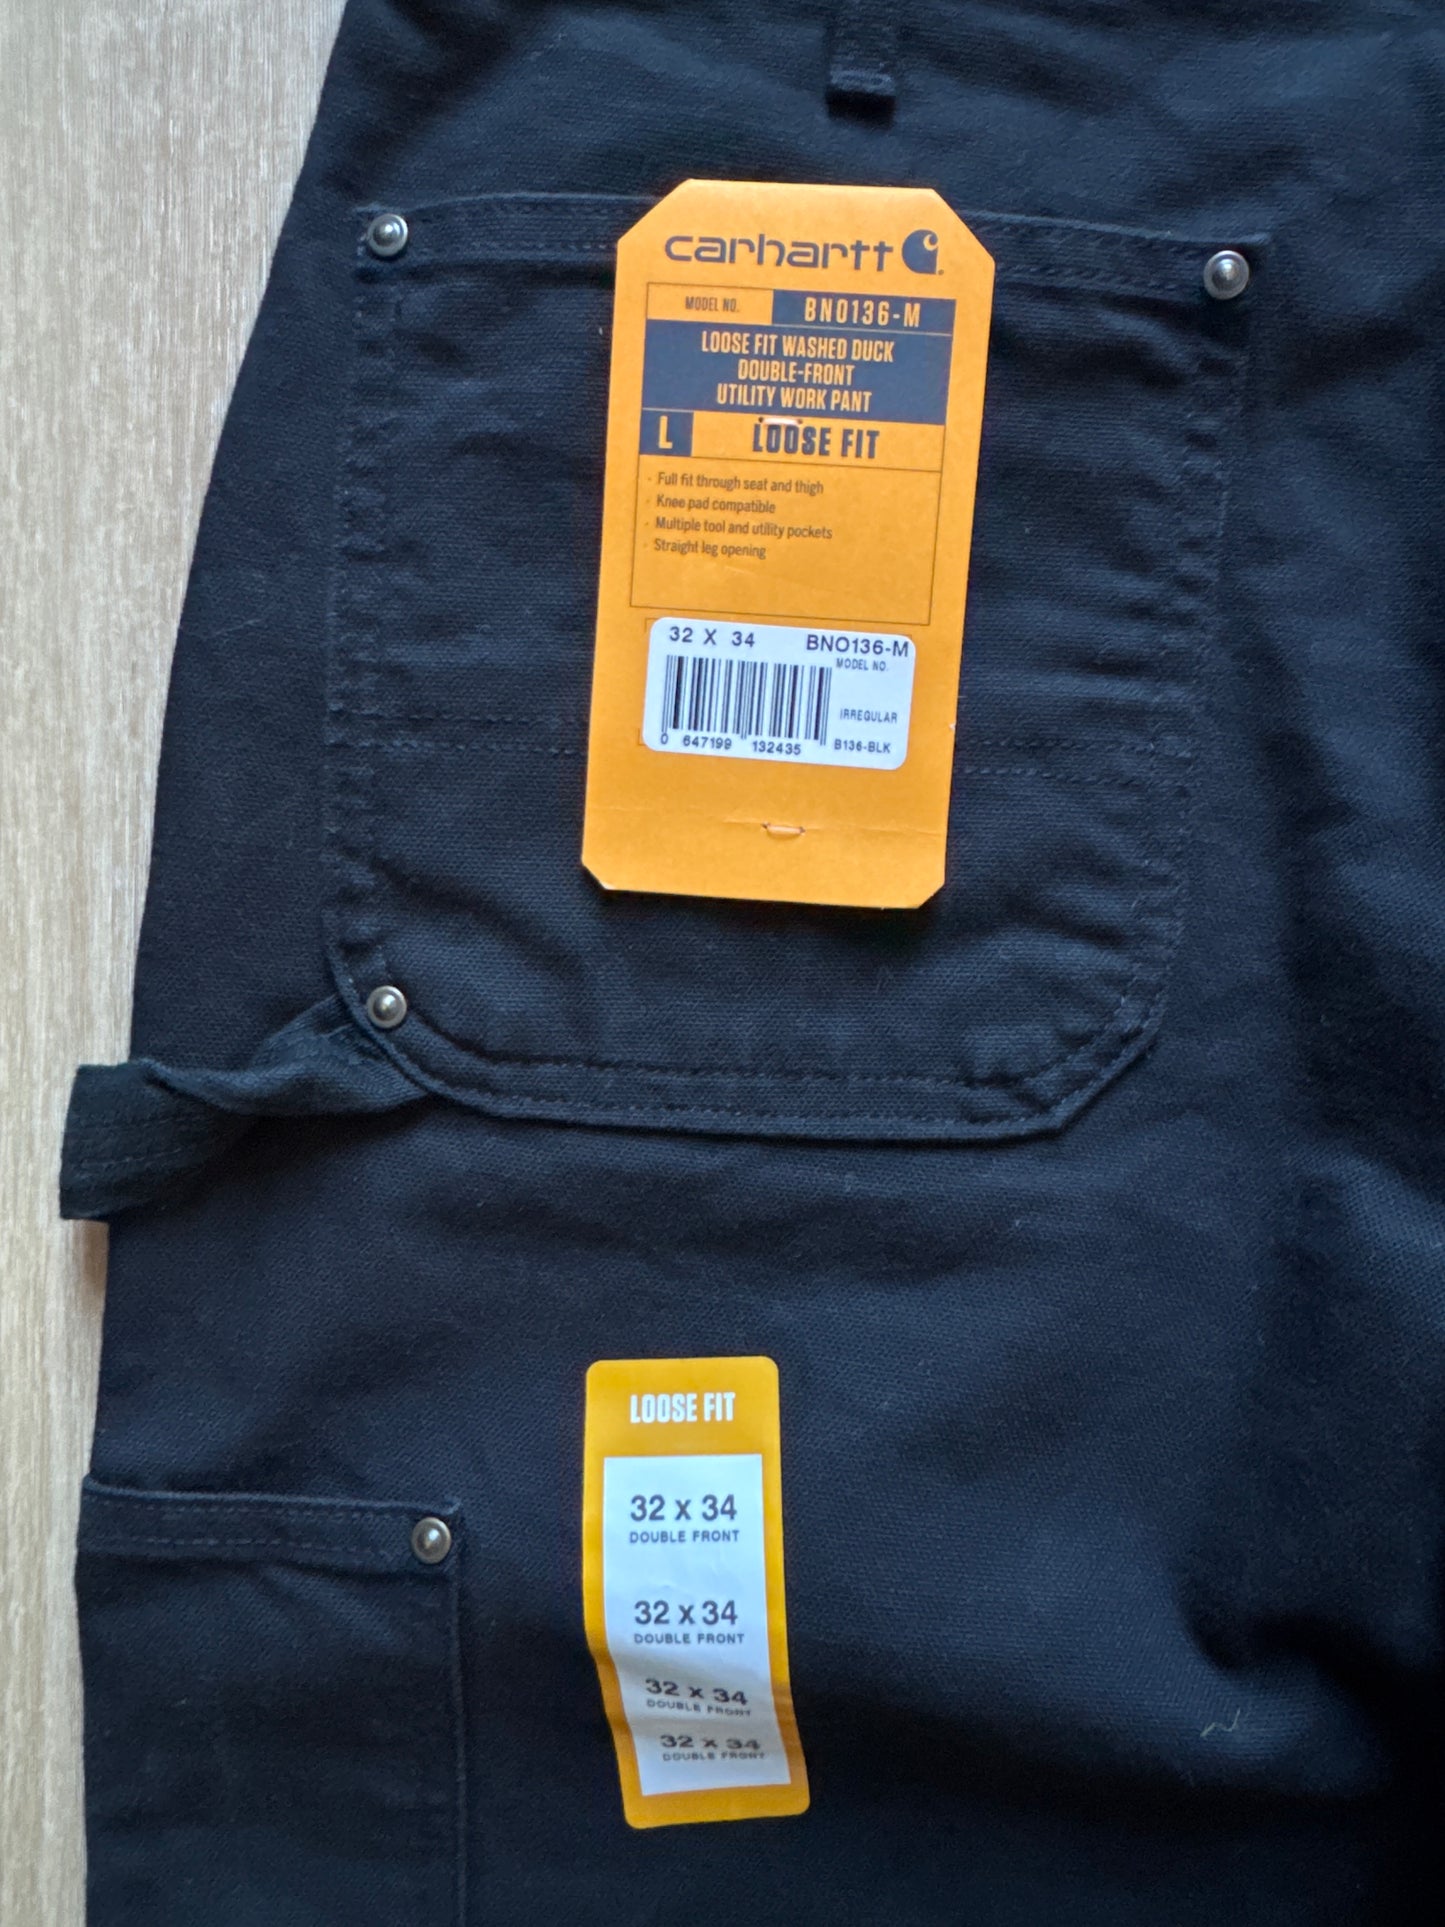 carhartt
MODEL NO. BN0136-M
LOOSE FIT WASHED DUCK
DOUBLE-FRONT
UTILITY WORK PANT
L LOOSE FIT
· Full fit through seat and thigh
· Knee pad compatible
· Multiple tool and utility pockets
· Straight leg opening
32 X 34 BNO136-M
MODEL NO.
IRREGULAR
0 647199 132435 B136-BLK
LOOSE FIT
32 x 34
DOUBLE FRONT
32 x 34
DOUBLE FRONT
32 x 34
DOUBLE FRONT
32 x 34
DOUBLE FRONT